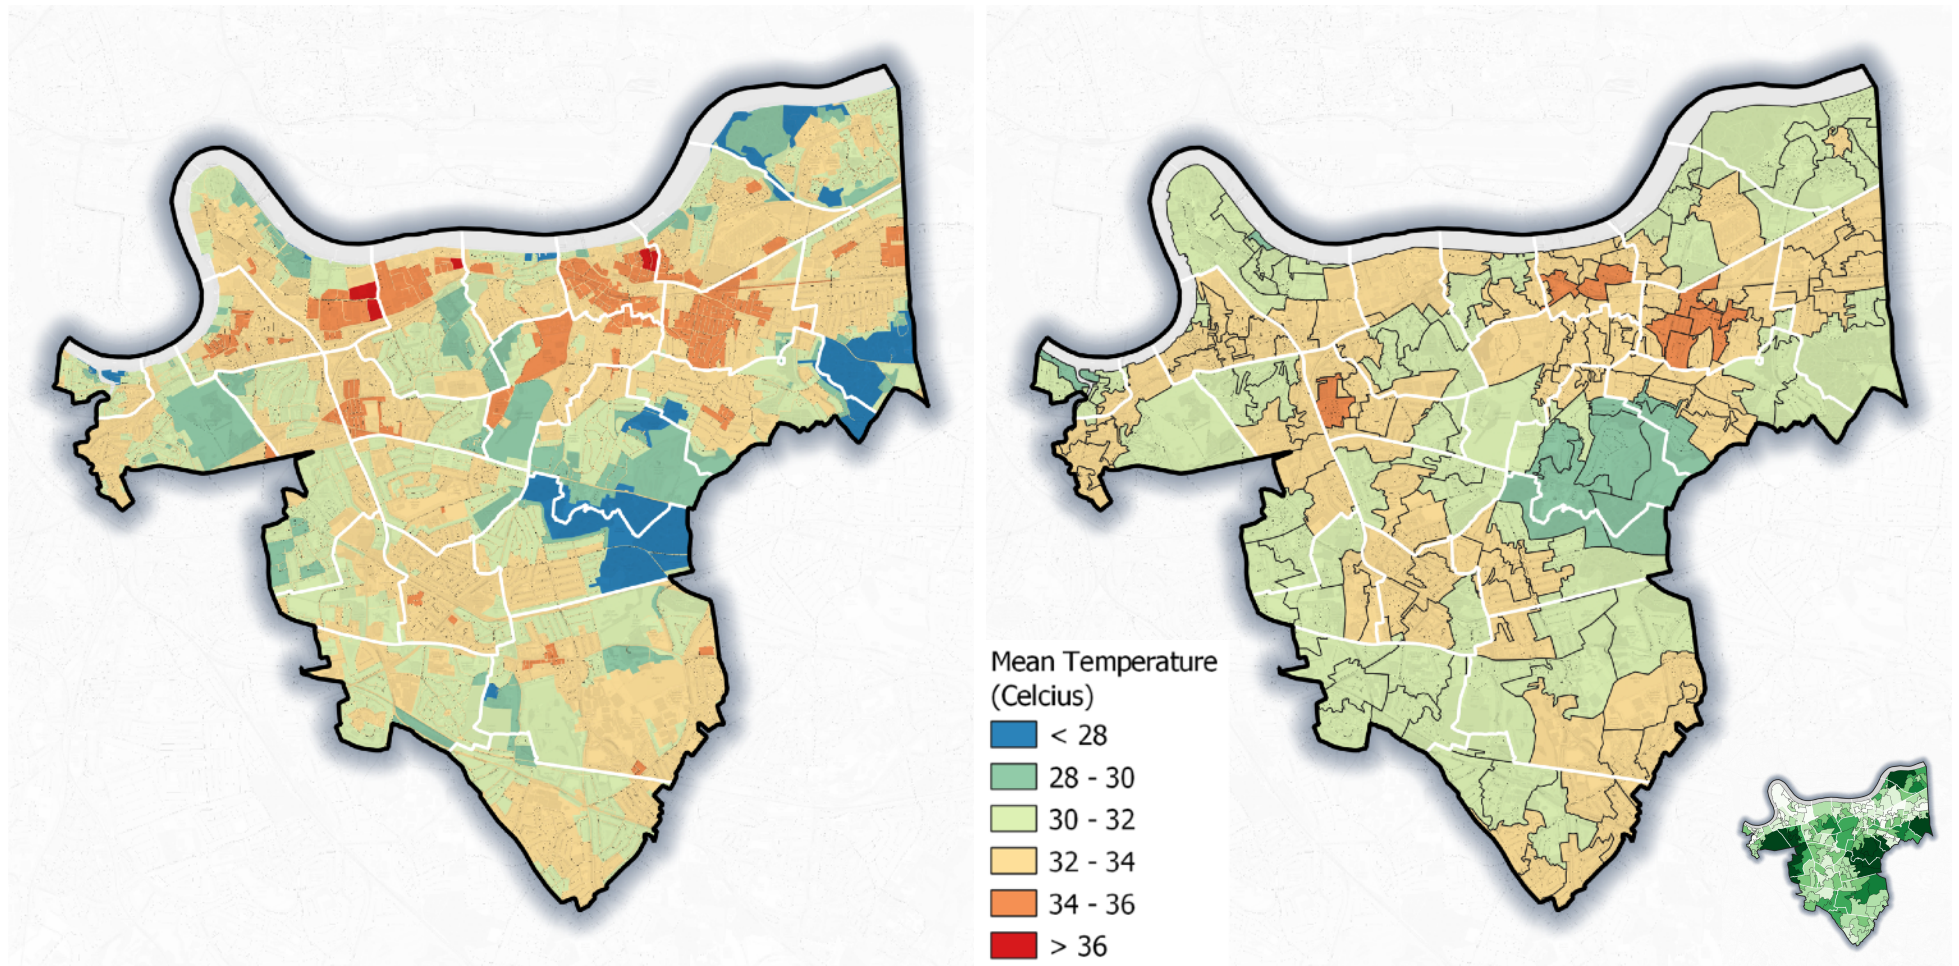 Mean Temperature
(Celcius)
< 28
28 - 30
30 - 32
32 - 34
34 - 36
> 36